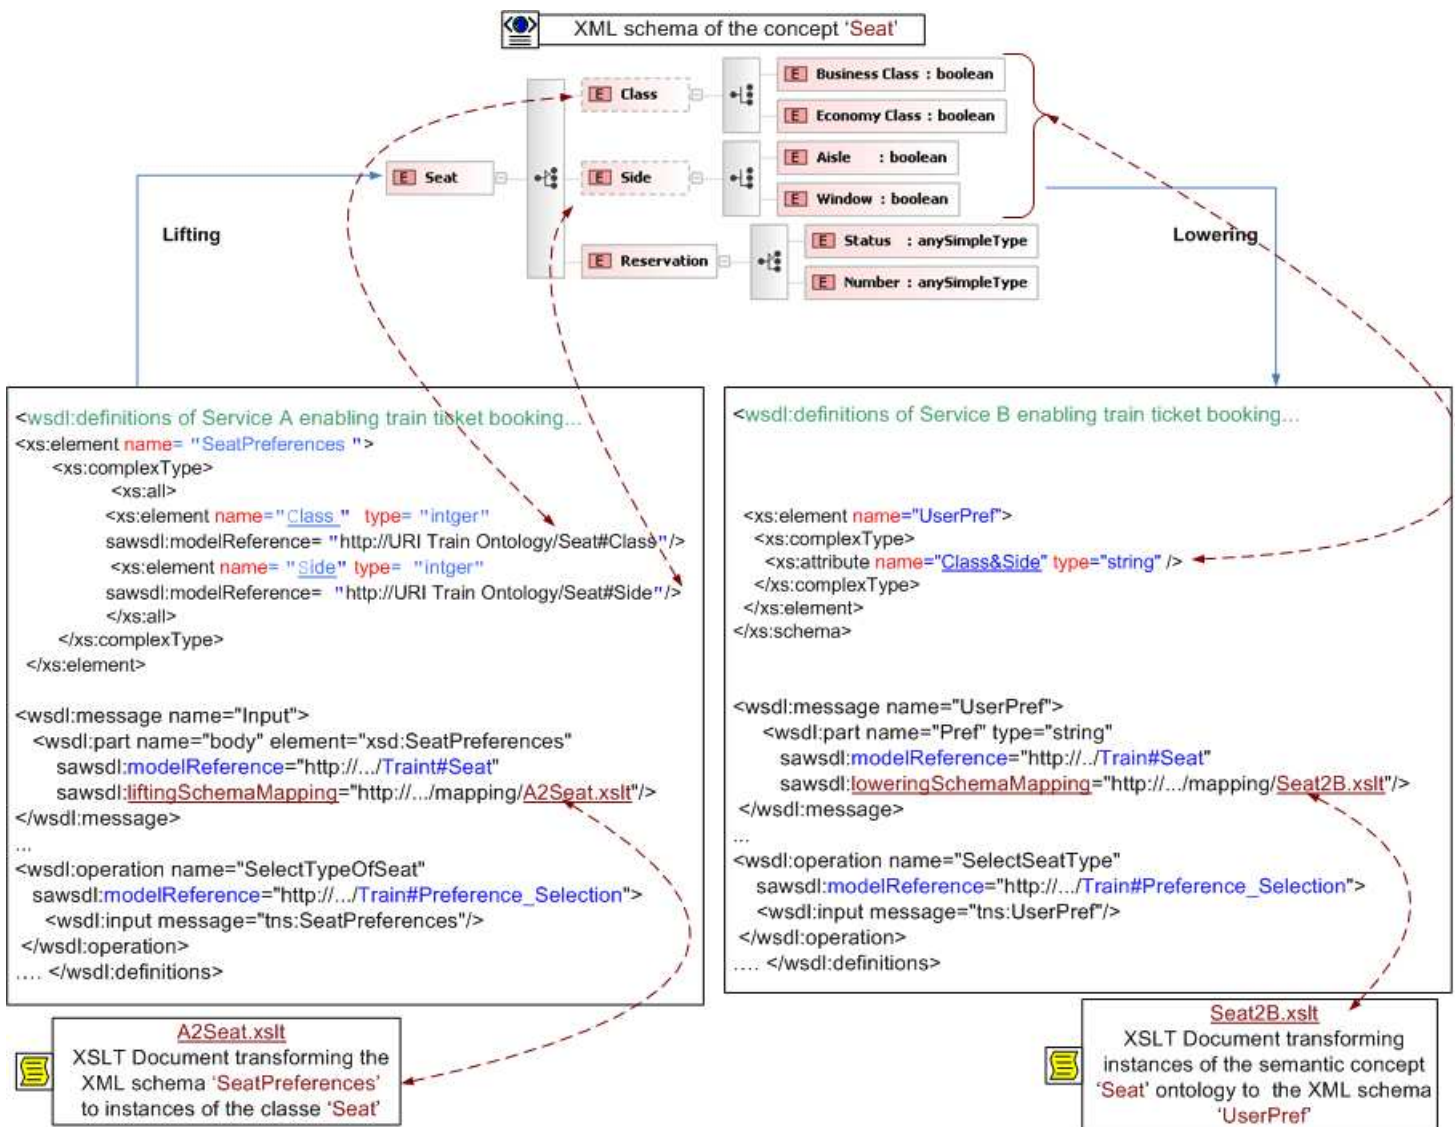 XML schema of the concept 'Seat'
E Class
E Business Class : boolean
E Economy Class : boolean
E Seat
E Side
E Aisle : boolean
E Window : boolean
Lifting
Lowering
E Reservation
E Status : anySimpleType
E Number : anySimpleType
<wsdl:definitions of Service A enabling train ticket booking...
<xs:element name= "SeatPreferences ">
<xs:complexType>
<xs:all>
<xs:element name="Class " type= "intger"
sawsdl:modelReference= "http://URI Train Ontology/Seat#Class"/>
<xs:element name= "Side" type= "intger"
sawsdl:modelReference= "http://URI Train Ontology/Seat#Side"/>
</xs:all>
</xs:complexType>
</xs:element>
<wsdl:message name="Input">
<wsdl:part name="body" element="xsd:SeatPreferences"
sawsdl:modelReference="http://.../Traint#Seat"
sawsdl:liftingSchemaMapping="http://.../mapping/A2Seat.xslt"/>
</wsdl:message>
...
<wsdl:operation name="SelectTypeOfSeat"
sawsdl:modelReference="http://.../Train#Preference_Selection">
<wsdl:input message="tns:SeatPreferences"/>
</wsdl:operation>
.... </wsdl:definitions>
<wsdl:definitions of Service B enabling train ticket booking...
<xs:element name="UserPref">
<xs:complexType>
<xs:attribute name="Class&Side" type="string" />
</xs:complexType>
</xs:element>
</xs:schema>
<wsdl:message name="UserPref">
<wsdl:part name="Pref" type="string"
sawsdl:modelReference="http://../Train#Seat"
sawsdl:loweringSchemaMapping="http://.../mapping/Seat2B.xslt"/>
</wsdl:message>
...
<wsdl:operation name="SelectSeatType"
sawsdl:modelReference="http://.../Train#Preference_Selection">
<wsdl:input message="tns:UserPref"/>
</wsdl:operation>
.... </wsdl:definitions>
A2Seat.xslt
XSLT Document transforming the
XML schema 'SeatPreferences'
to instances of the classe 'Seat'
Seat2B.xslt
XSLT Document transforming
instances of the semantic concept
'Seat' ontology to the XML schema
'UserPref'